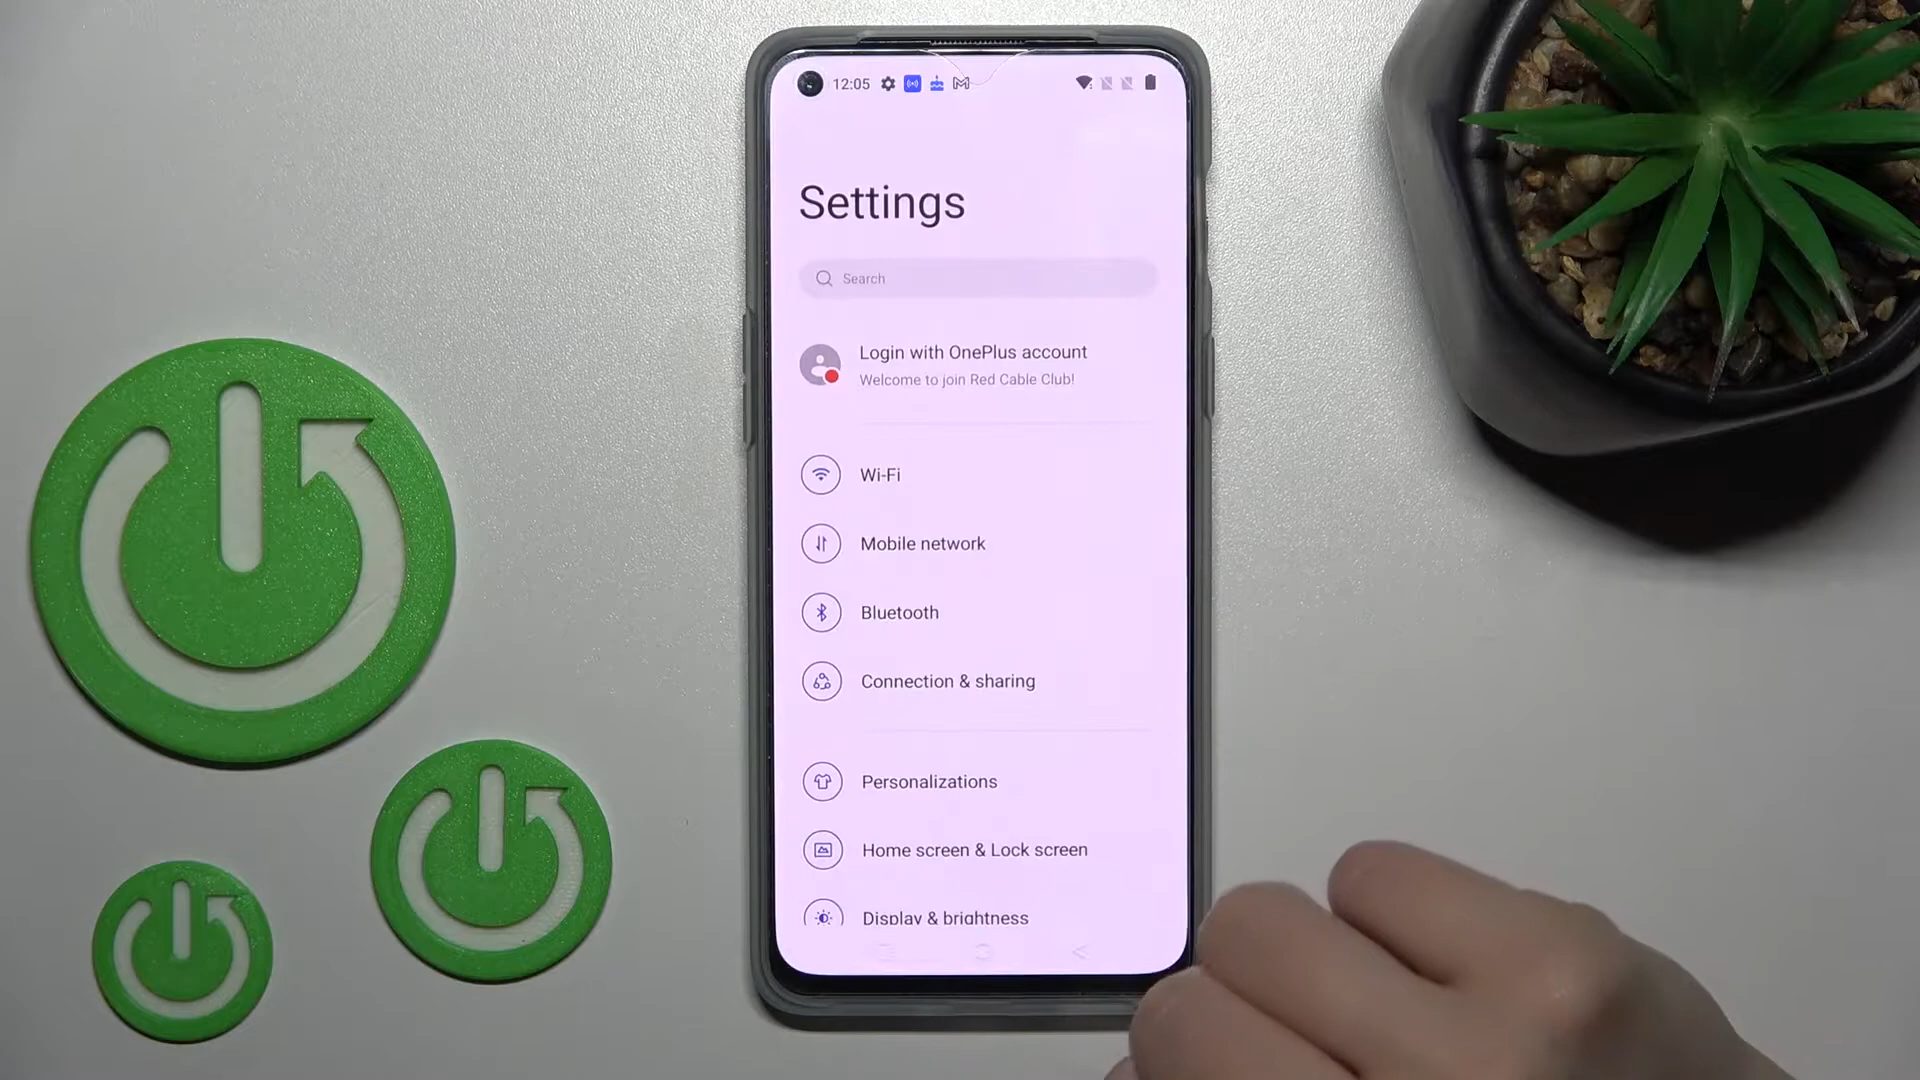 12:05
Settings
Search
Login with OnePlus account
Welcome to join Red Cable Club!
Wi-Fi
Mobile network
Bluetooth
Connection & sharing
Personalizations
Home screen & Lock screen
Display & brightness